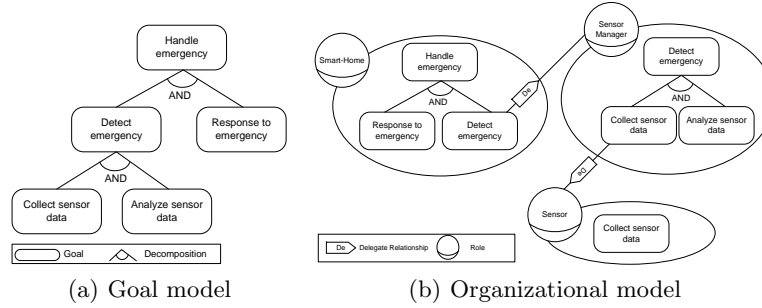 Handle
emergency
AND
Detect
emergency
Response to
emergency
AND
Collect sensor
data
Analyze sensor
data
Goal
Decomposition
(a) Goal model
Smart-Home
Handle
emergency
AND
Response to
emergency
Detect
emergency
De
Sensor
Manager
Detect
emergency
AND
Collect sensor
data
Analyze sensor
data
De
Sensor
Collect sensor
data
De
Delegate Relationship
Role
(b) Organizational model